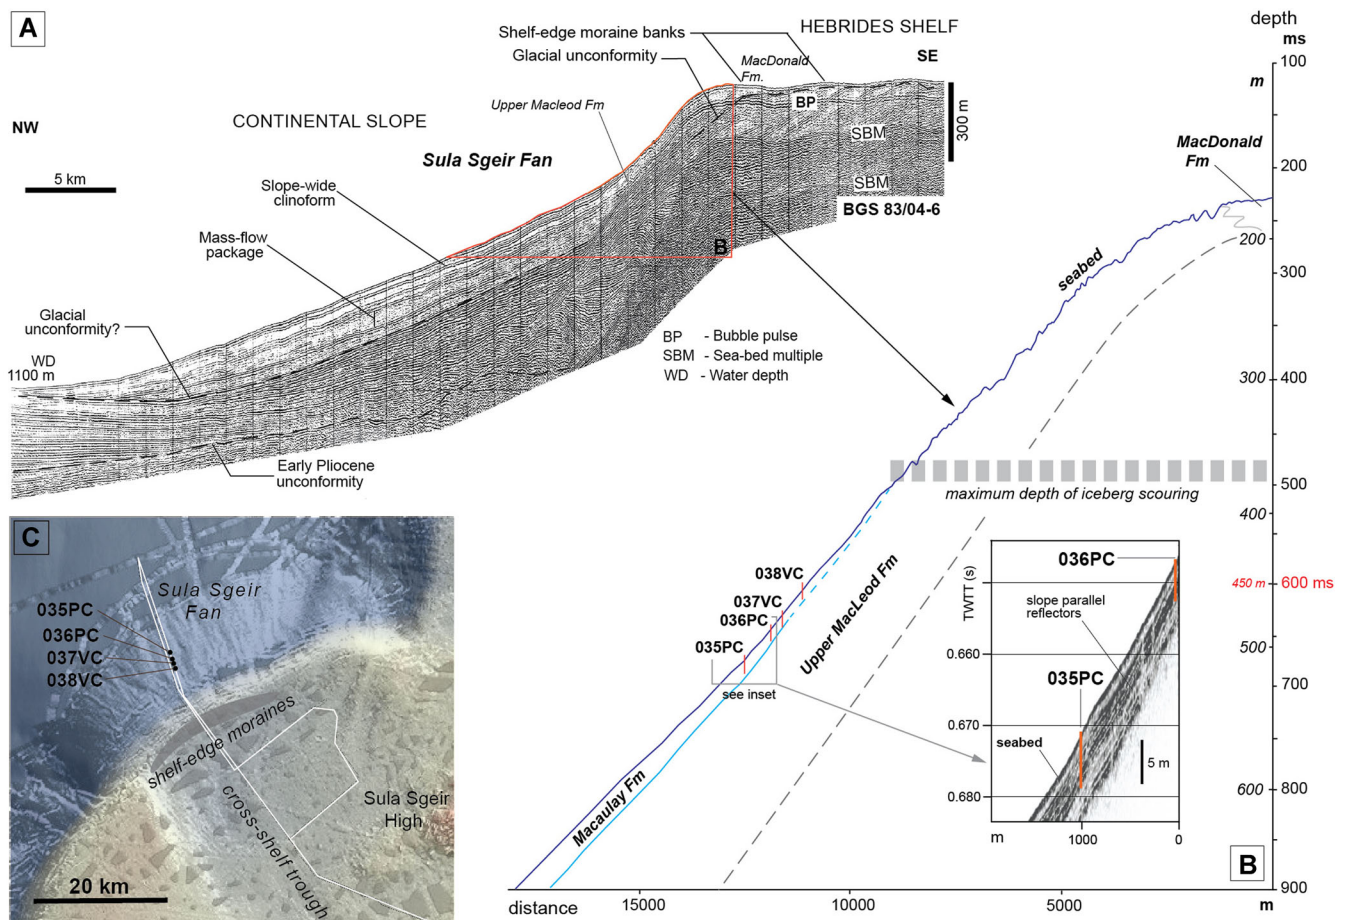 A
HEBRIDES SHELF
Shelf-edge moraine banks
Glacial unconformity
MacDonald
Fm.
SE
Upper Macleod Fm
BP
NW
CONTINENTAL SLOPE
SBM
300 m
Sula Sgeir Fan
5 km
Slope-wide
clinoform
SBM
BGS 83/04-6
Mass-flow
package
B
Glacial
unconformity?
BP - Bubble pulse
SBM - Sea-bed multiple
WD - Water depth
WD
1100 m
Early Pliocene
unconformity
depth
ms
100
m
MacDonald
Fm
200
200
seabed
300
300
400
maximum depth of iceberg scouring
500
400
038VC
450 m
600 ms
037VC
036PC
035PC
Upper MacLeod Fm
500
see inset
700
Macaulay Fm
600
800
B
900
distance
15000
10000
5000
m
TWTT (s)
036PC
slope parallel
reflectors
0.660
035PC
0.670
seabed
5 m
0.680
m
1000
0
C
Sula Sgeir
Fan
035PC
036PC
037VC
038VC
shelf-edge moraines
cross-shelf trough
Sula Sgeir
High
20 km